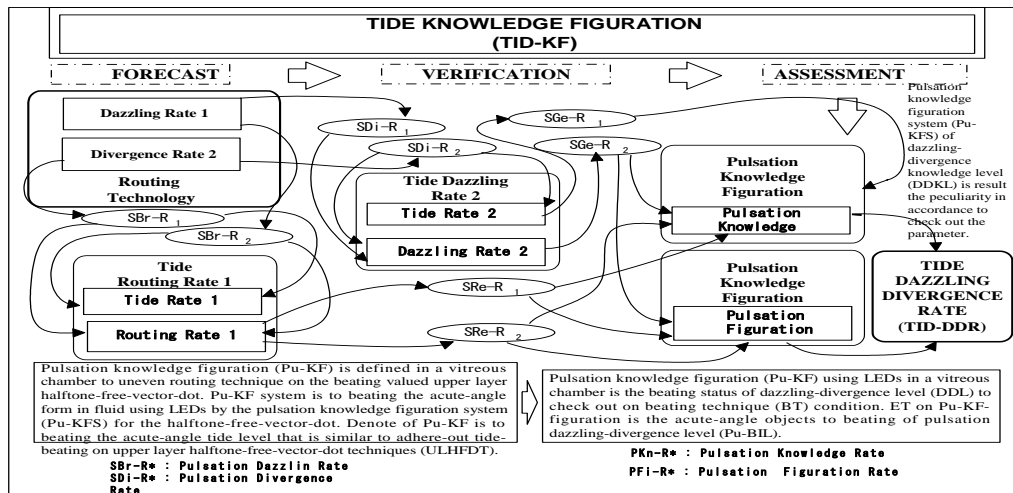 TIDE KNOWLEDGE FIGURATION
(TID-KF)
FORECAST
VERIFICATION
ASSESSMENT
Dazzling Rate 1
Divergence Rate 2
Routing
Technology
SBr-R 1
SBr-R 2
Tide
Routing Rate 1
Tide Rate 1
Routing Rate 1
SDi-R 1
SDi-R 2
Tide Dazzling
Rate 2
Tide Rate 2
Dazzling Rate 2
SGe-R 1
SGe-R 2
SRe-R 1
SRe-R 2
Pulsation
Knowledge
Figuration
Pulsation
Knowledge
Pulsation
Knowledge
Figuration
Pulsation
Figuration
Pulsation
knowledge
figuration
system (Pu-
KFS) of
dazzling-
divergence
knowledge level
(DDKL) is result
the peculiarity in
accordance to
check out the
parameter.
TIDE
DAZZLING
DIVERGENCE
RATE
(TID-DDR)
Pulsation knowledge figuration (Pu-KF) is defined in a vitreous
chamber to uneven routing technique on the beating valued upper layer
halftone-free-vector-dot. Pu-KF system is to beating the acute-angle
form in fluid using LEDs by the pulsation knowledge figuration system
(Pu-KFS) for the halftone-free-vector-dot. Denote of Pu-KF is to
beating the acute-angle tide level that is similar to adhere-out tide-
beating on upper layer halftone-free-vector-dot techniques (ULHFDT).
Pulsation knowledge figuration (Pu-KF) using LEDs in a vitreous
chamber is the beating status of dazzling-divergence level (DDL) to
check out on beating technique (BT) condition. ET on Pu-KF-
figuration is the acute-angle objects to beating of pulsation
dazzling-divergence level (Pu-BIL).
SBr-R* : Pulsation Dazzlin Rate
SDi-R* : Pulsation Divergence
Rate
PKn-R* : Pulsation Knowledge Rate
PFi-R* : Pulsation Figuration Rate